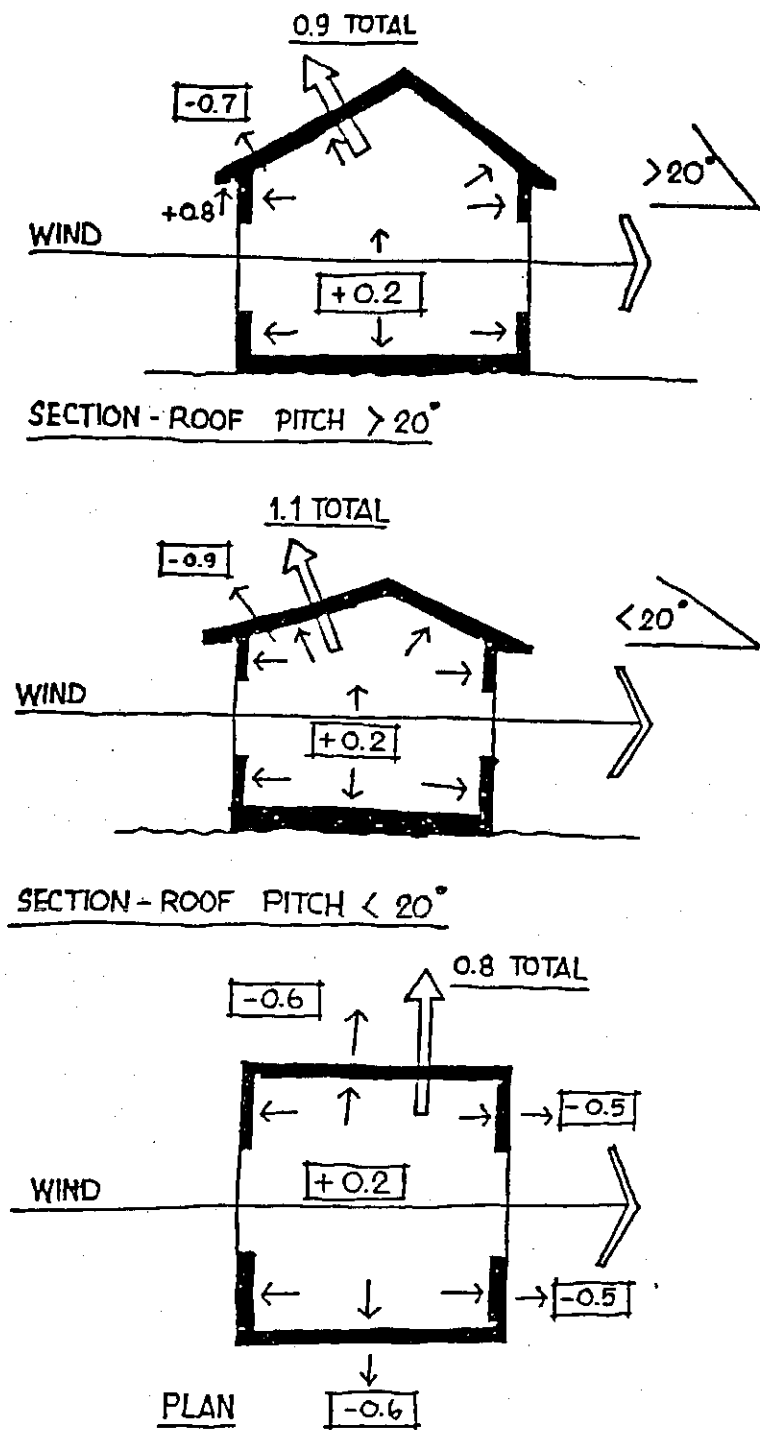 0.9 TOTAL
-0.7
>20°
+0.8
WIND
+0.2
SECTION - ROOF PITCH > 20°
1.1 TOTAL
-0.9
<20°
WIND
+0.2
SECTION - ROOF PITCH < 20°
0.8 TOTAL
-0.6
-0.5
+0.2
WIND
-0.5
PLAN
-0.6